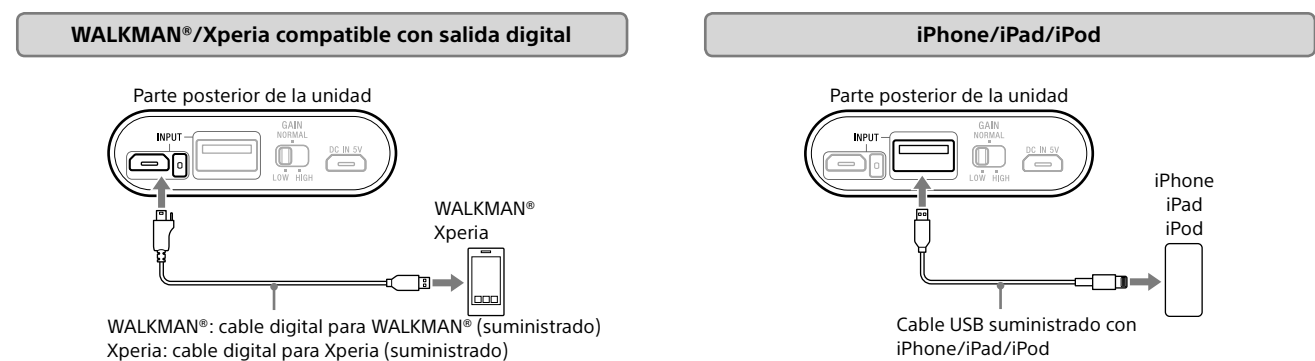 WALKMAN®/Xperia compatible con salida digital
Parte posterior de la unidad
INPUT
GAIN
NORMAL
LOW HIGH
DC IN 5V
WALKMAN®
Xperia
WALKMAN®: cable digital para WALKMAN® (suministrado)
Xperia: cable digital para Xperia (suministrado)
iPhone/iPad/iPod
Parte posterior de la unidad
INPUT
GAIN
NORMAL
LOW HIGH
DC IN 5V
iPhone
iPad
iPod
Cable USB suministrado con
iPhone/iPad/iPod